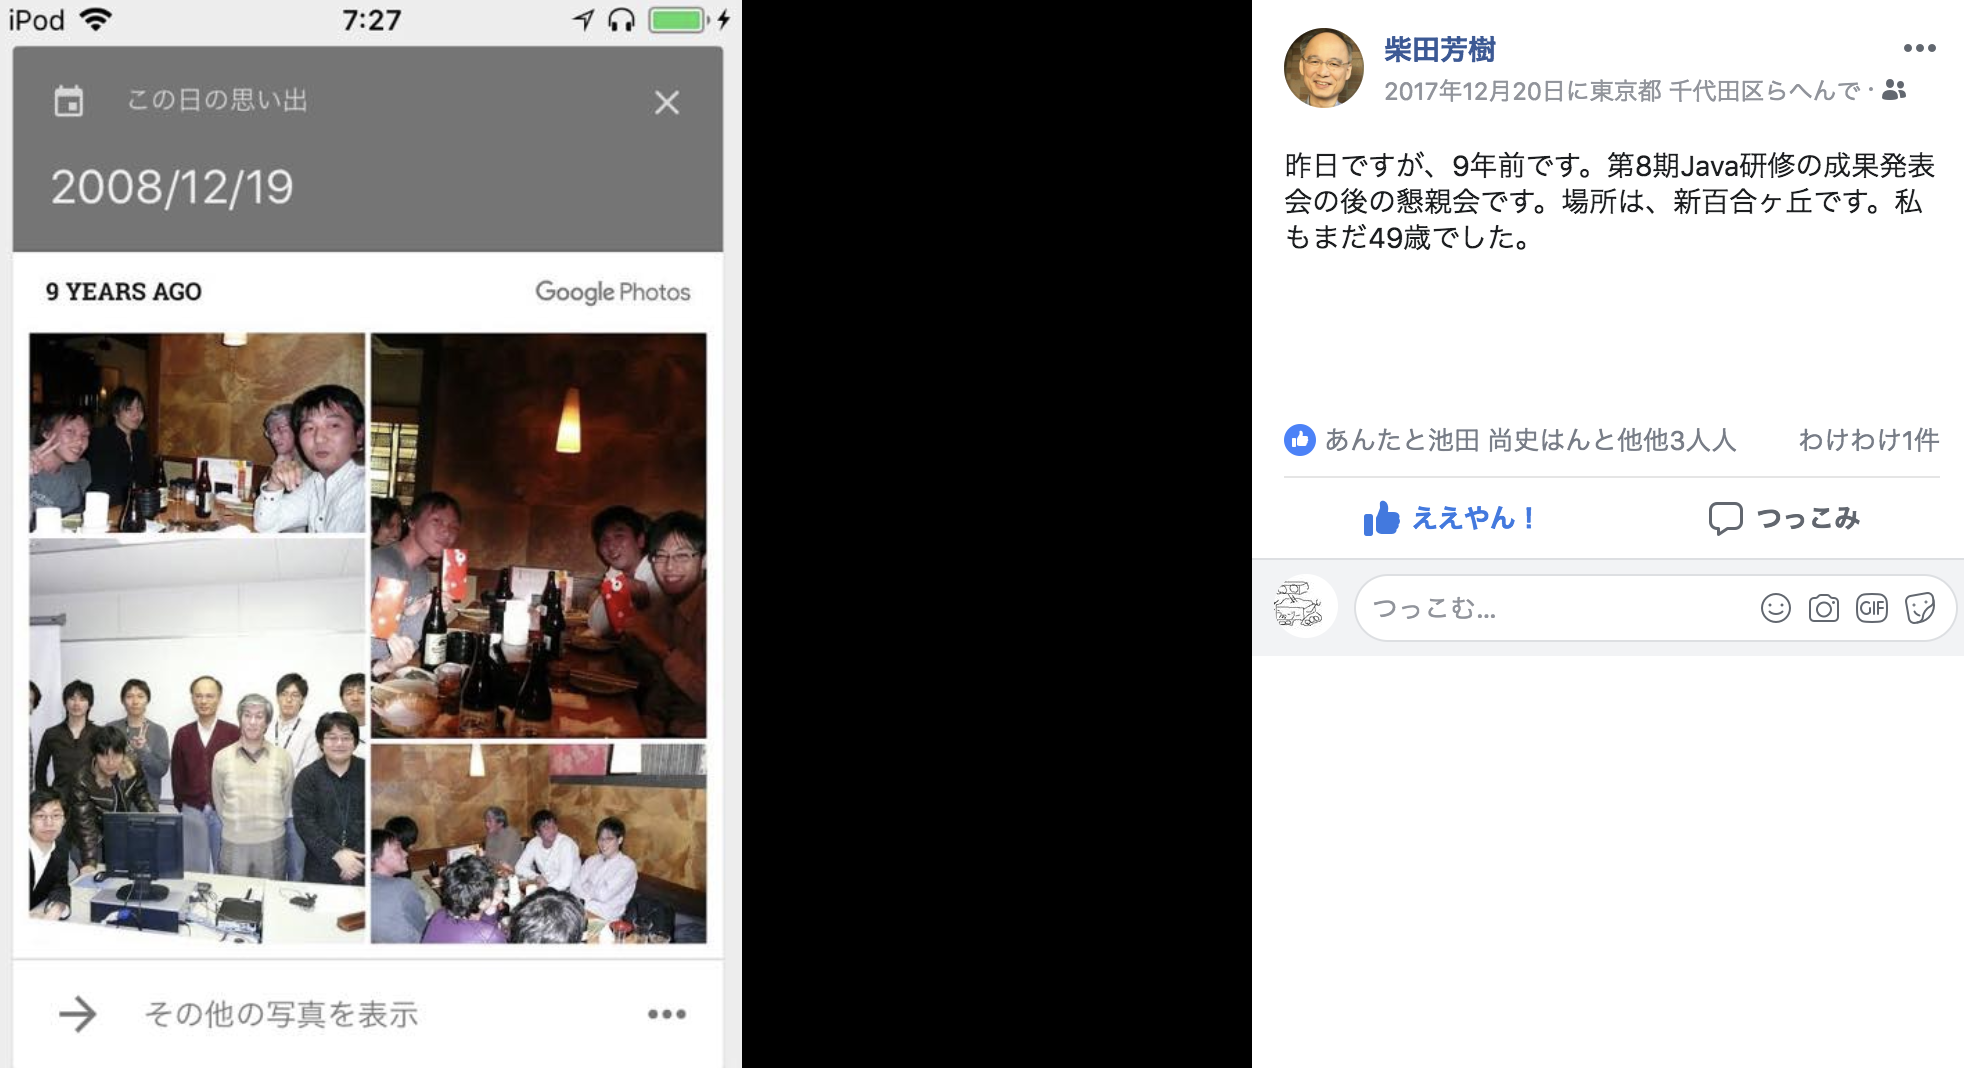 iPod 7:27
この日の思い出
2008/12/19
9 YEARS AGO Google Photos
その他の写真を表示
柴田芳樹
2017年12月20日に東京都 千代田区らへんで ·
昨日ですが、9年前です。第8期Java研修の成果発表
会の後の懇親会です。場所は、新百合ヶ丘です。私
もまだ49歳でした。
あんたと池田 尚史はんと他他3人人 わけわけ1件
ええやん！ つっこみ
つっこむ... GIF